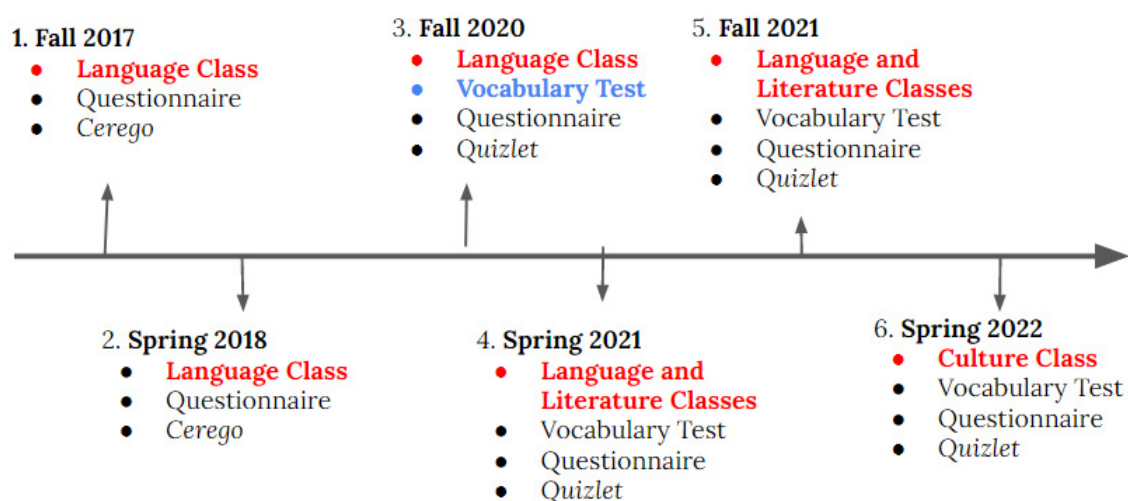 1. Fall 2017
● Language Class
● Questionnaire
● Cerego
3. Fall 2020
● Language Class
● Vocabulary Test
● Questionnaire
● Quizlet
5. Fall 2021
● Language and
Literature Classes
● Vocabulary Test
● Questionnaire
● Quizlet
2. Spring 2018
● Language Class
● Questionnaire
● Cerego
4. Spring 2021
● Language and
Literature Classes
● Vocabulary Test
● Questionnaire
● Quizlet
6. Spring 2022
● Culture Class
● Vocabulary Test
● Questionnaire
● Quizlet